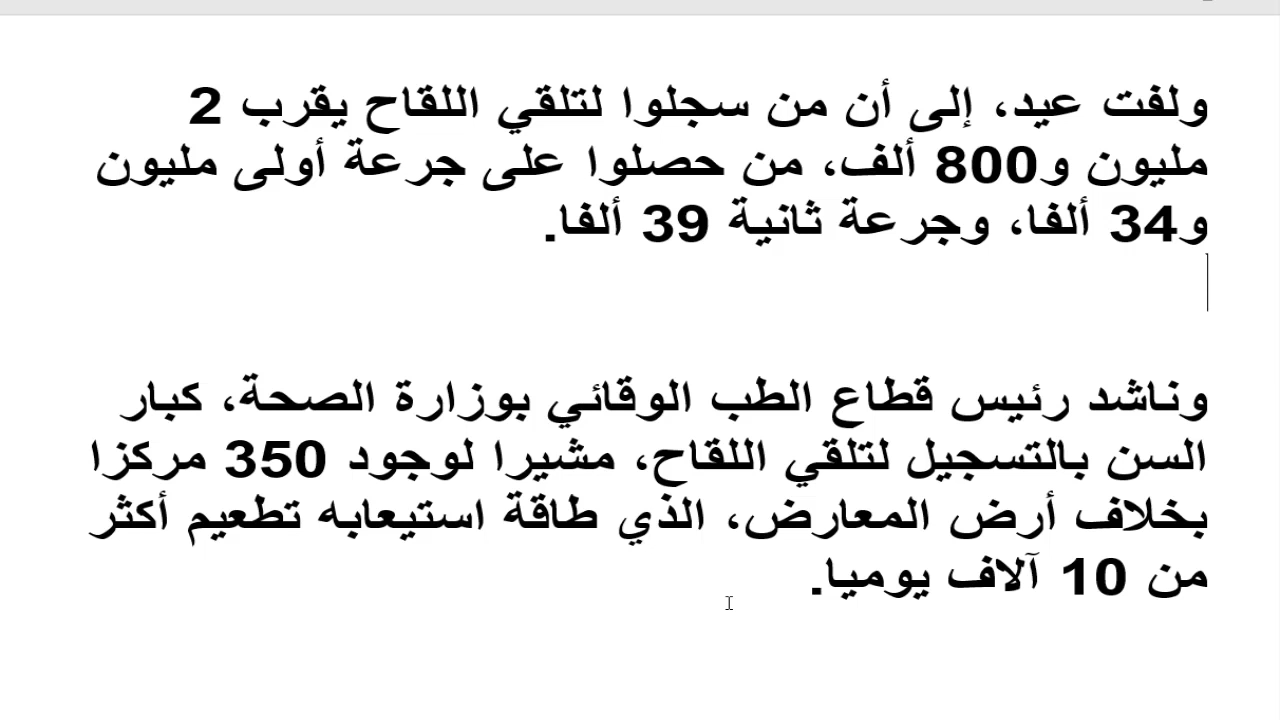 ولفت عيد، إلى أن من سجلوا لتلقي اللقاح يقرب 2
مليون و800 ألف، من حصلوا على جرعة أولى مليون
و34 ألفا، وجرعة ثانية 39 ألفا.
وناشد رئيس قطاع الطب الوقائي بوزارة الصحة، كبار
السن بالتسجيل لتلقي اللقاح، مشيرا لوجود 350 مركزا
بخلاف أرض المعارض، الذي طاقة استيعابه تطعيم أكثر
من 10 آلاف يوميا.